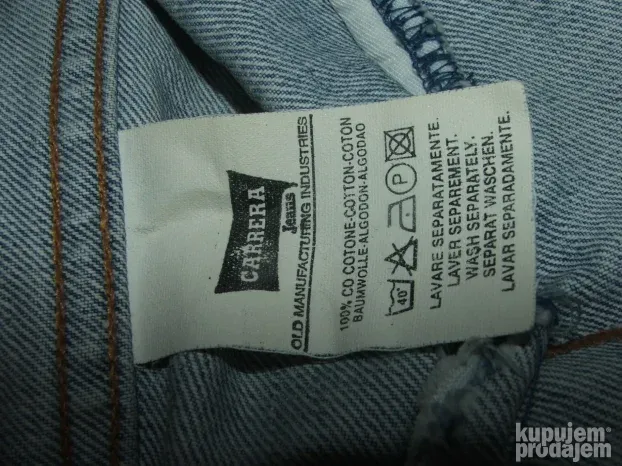 CARRERA
Jeans
OLD MANUFACTURING INDUSTRIES
100% CO COTONE-COTTON-COTON
BAUMWOLLE-ALGODON-ALGODAO
40° P
LAVARE SEPARATAMENTE.
LAVER SEPAREMENT.
WASH SEPARATELY.
SEPARAT WASCHEN.
LAVAR SEPARADAMENTE.
kupujem
prodajem